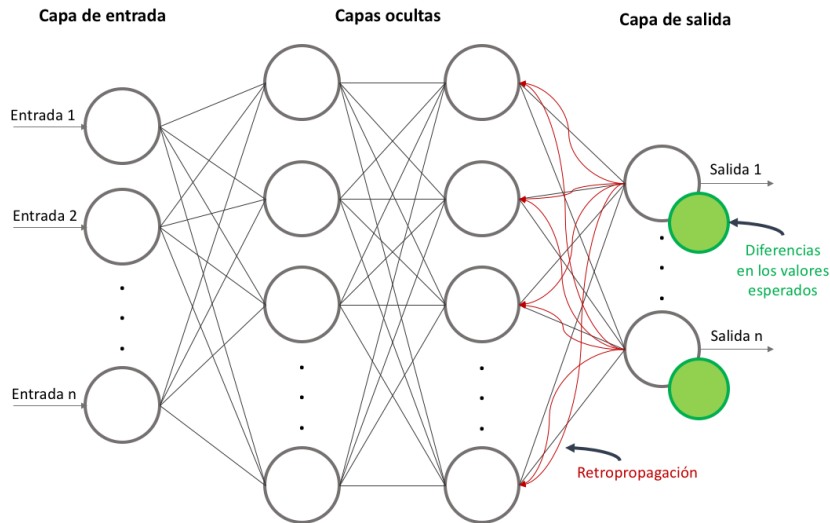 Capa de entrada
Capas ocultas
Capa de salida
Entrada 1
Entrada 2
Entrada n
Salida 1
Diferencias
en los valores
esperados
Salida n
Retropropagación